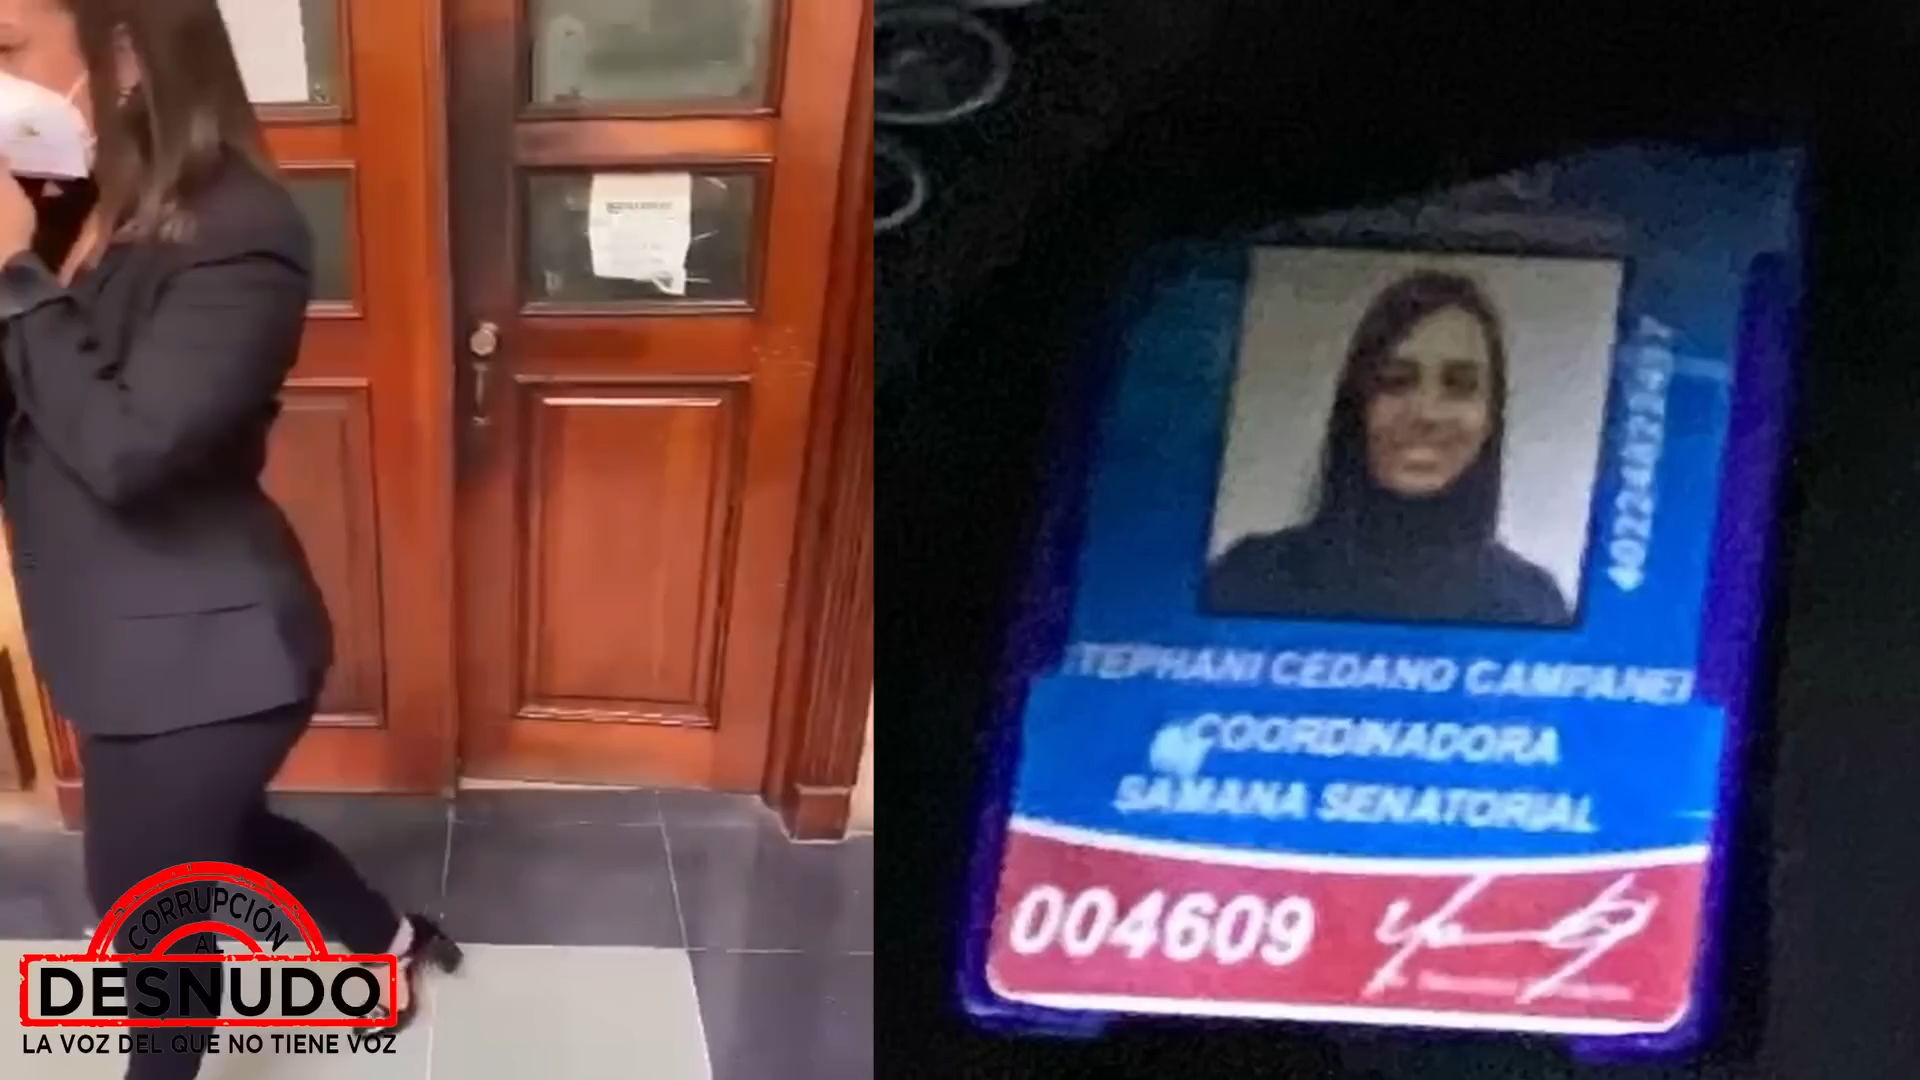 CORRUPCIÓN
AL
DESNUDO
LA VOZ DEL QUE NO TIENE VOZ
TEPHANI CEDANO CAMPANEI
COORDINADORA
SAMANA SENATORIAL
004609